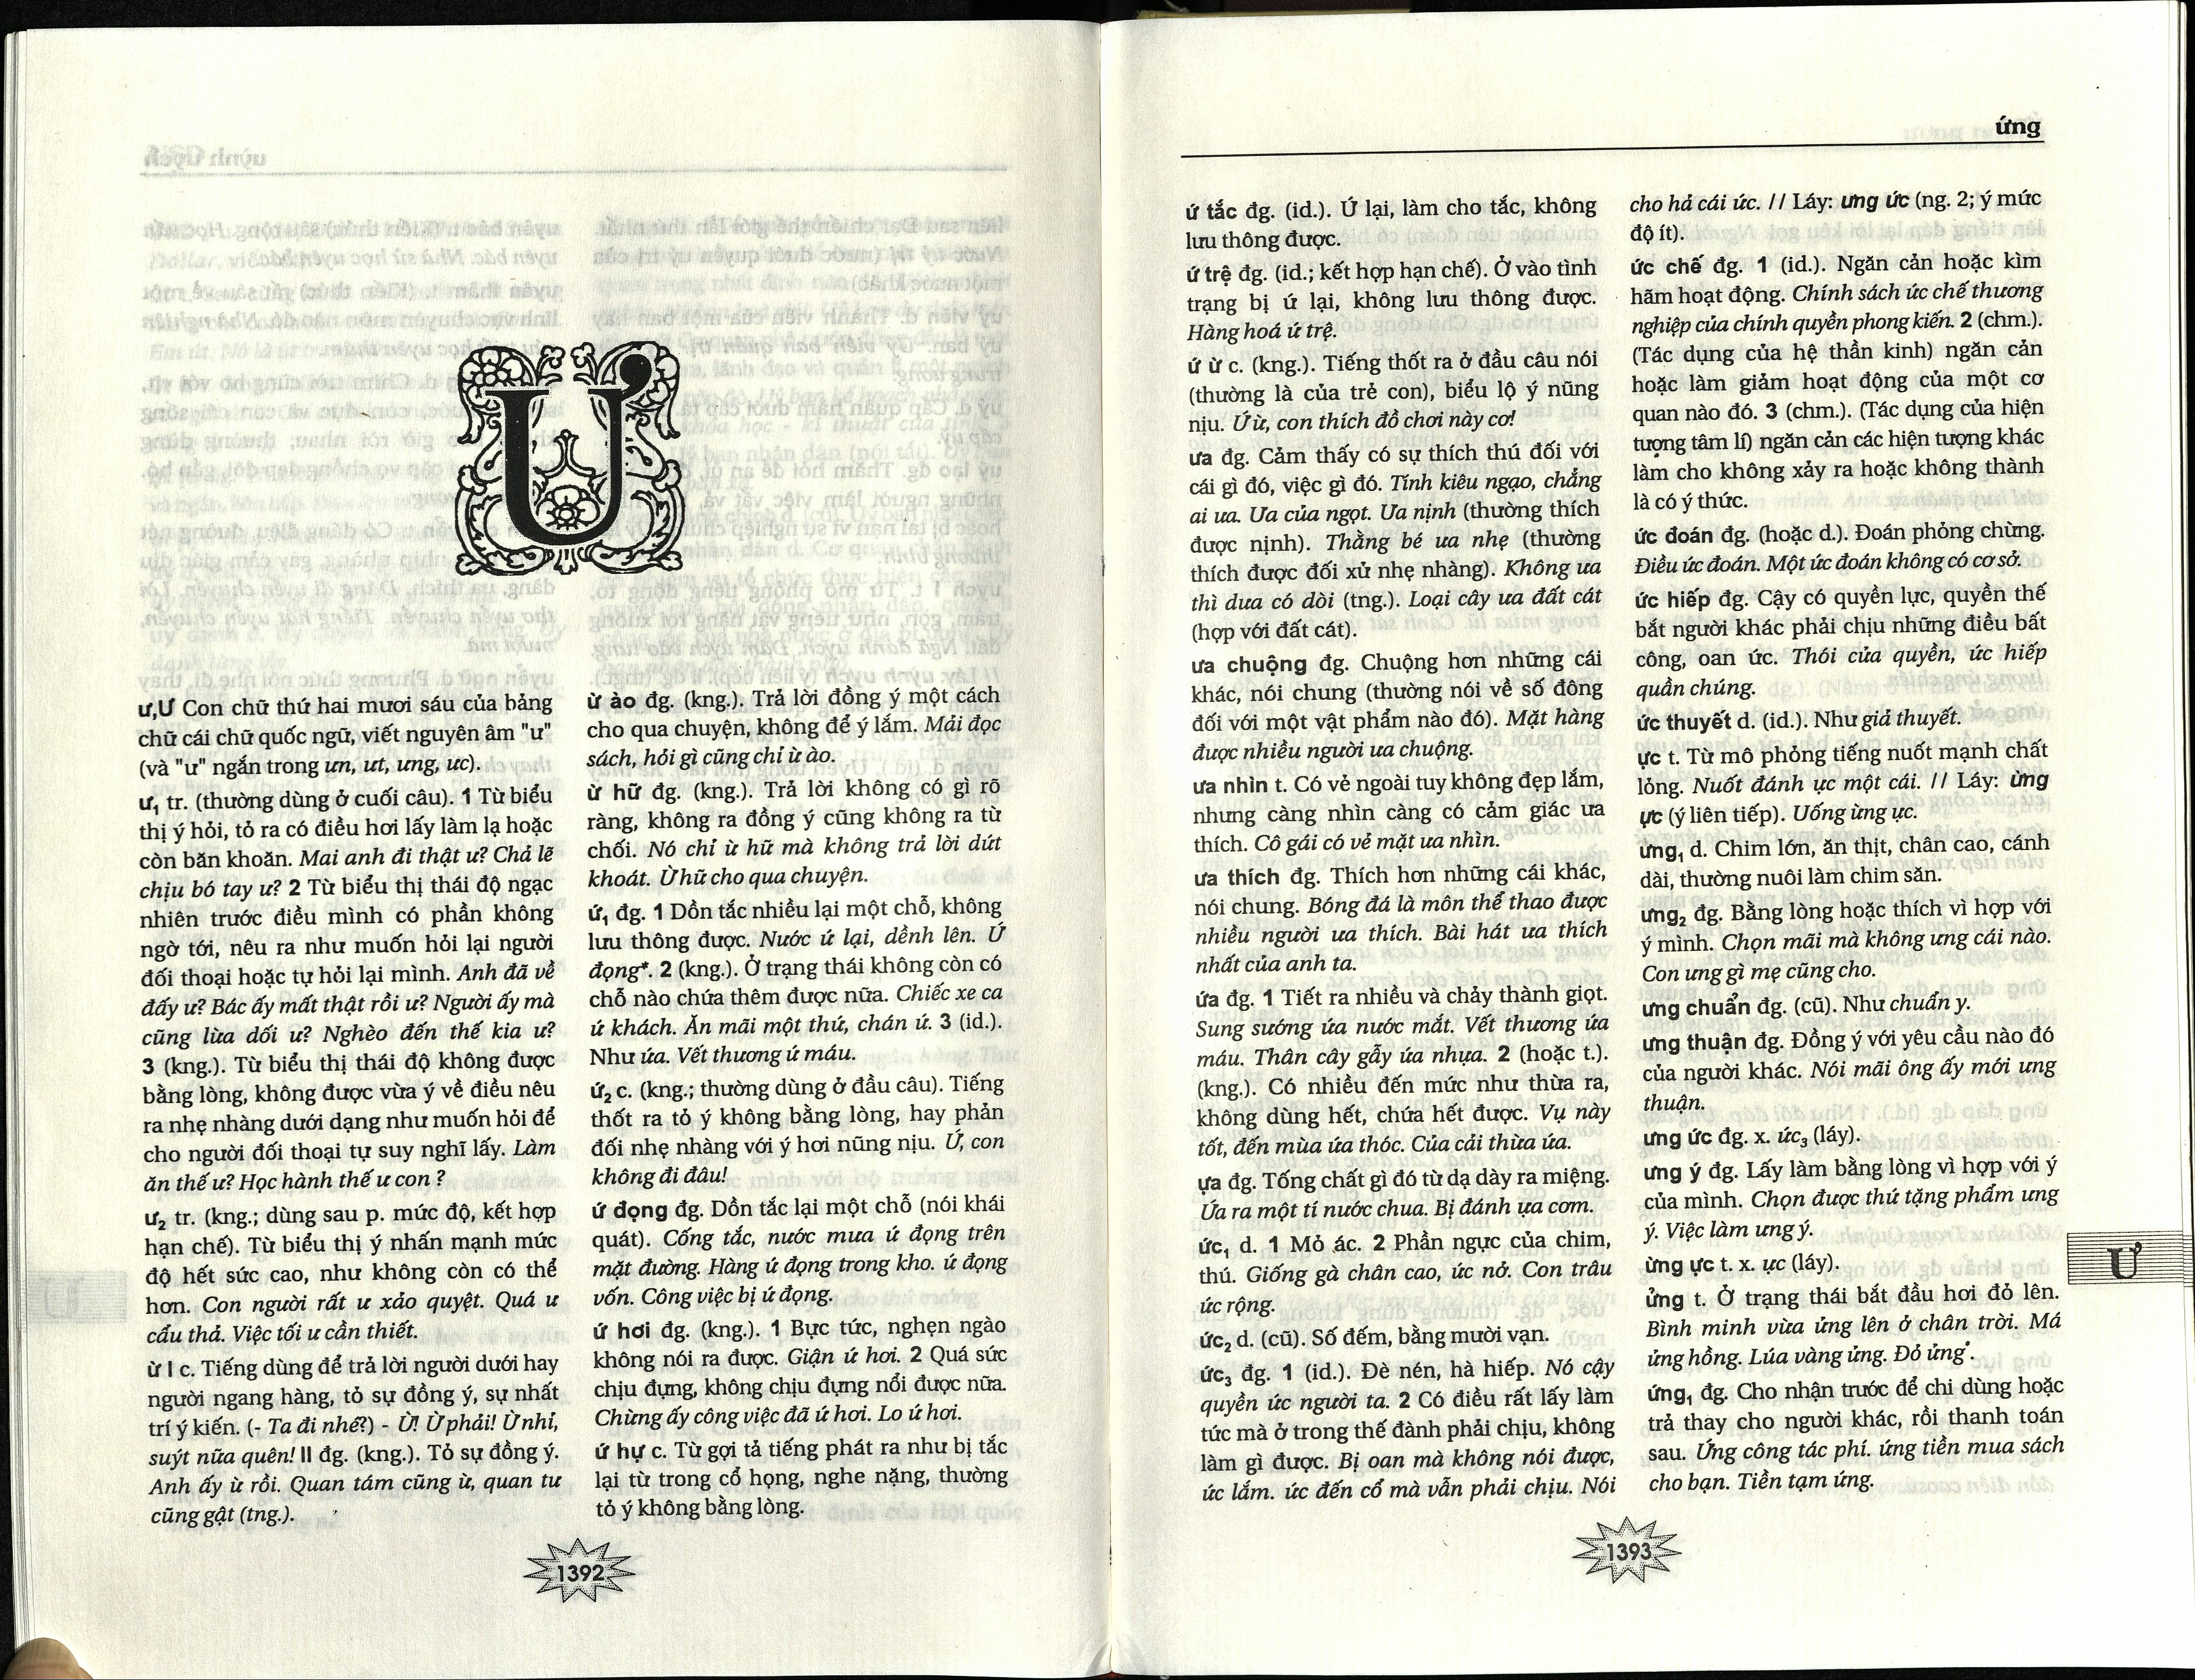 Ư
ư,Ư Con chữ thứ hai mươi sáu của bảng
chữ cái chữ quốc ngữ, viết nguyên âm "ư"
(và "ư" ngắn trong ưn, ưt, ưng, ưc).
ư₁ tr. (thường dùng ở cuối câu). 1 Từ biểu
thị ý hỏi, tỏ ra có điều hơi lấy làm lạ hoặc
còn băn khoăn. Mai anh đi thật ư? Chả lẽ
chịu bó tay ư? 2 Từ biểu thị thái độ ngạc
nhiên trước điều mình có phần không
ngờ tới, nêu ra như muốn hỏi lại người
đối thoại hoặc tự hỏi lại mình. Anh đã về
đấy ư? Bác ấy mất thật rồi ư? Người ấy mà
cũng lừa dối ư? Nghèo đến thế kia ư?
3 (kng.). Từ biểu thị thái độ không được
bằng lòng, không được vừa ý về điều nêu
ra nhẹ nhàng dưới dạng như muốn hỏi để
cho người đối thoại tự suy nghĩ lấy. Làm
ăn thế ư? Học hành thế ư con ?
ư₂ tr. (kng.; dùng sau p. mức độ, kết hợp
hạn chế). Từ biểu thị ý nhấn mạnh mức
độ hết sức cao, như không còn có thể
hơn. Con người rất ư xảo quyệt. Quá ư
cẩu thả. Việc tối ư cần thiết.
ừ I c. Tiếng dùng để trả lời người dưới hay
người ngang hàng, tỏ sự đồng ý, sự nhất
trí ý kiến. (- Ta đi nhé?) - Ừ! Ừ phải! Ừ nhỉ,
suýt nữa quên! II đg. (kng.). Tỏ sự đồng ý.
Anh ấy ừ rồi. Quan tám cũng ừ, quan tư
cũng gật (tng.).
ừ ào đg. (kng.). Trả lời đồng ý một cách
cho qua chuyện, không để ý lắm. Mải đọc
sách, hỏi gì cũng chỉ ừ ào.
ừ hữ đg. (kng.). Trả lời không có gì rõ
ràng, không ra đồng ý cũng không ra từ
chối. Nó chỉ ừ hữ mà không trả lời dứt
khoát. Ừ hữ cho qua chuyện.
ứ₁ đg. 1 Dồn tắc nhiều lại một chỗ, không
lưu thông được. Nước ứ lại, dềnh lên. Ứ
đọng*. 2 (kng.). Ở trạng thái không còn có
chỗ nào chứa thêm được nữa. Chiếc xe ca
ứ khách. Ăn mãi một thứ, chán ứ. 3 (id.).
Như ứa. Vết thương ứ máu.
ứ₂ c. (kng.; thường dùng ở đầu câu). Tiếng
thốt ra tỏ ý không bằng lòng, hay phản
đối nhẹ nhàng với ý hơi nũng nịu. Ứ, con
không đi đâu!
ứ đọng đg. Dồn tắc lại một chỗ (nói khái
quát). Cống tắc, nước mưa ứ đọng trên
mặt đường. Hàng ứ đọng trong kho. ứ đọng
vốn. Công việc bị ứ đọng.
ứ hơi đg. (kng.). 1 Bực tức, nghẹn ngào
không nói ra được. Giận ứ hơi. 2 Quá sức
chịu đựng, không chịu đựng nổi được nữa.
Chừng ấy công việc đã ứ hơi. Lo ứ hơi.
ứ hự c. Từ gợi tả tiếng phát ra như bị tắc
lại từ trong cổ họng, nghe nặng, thường
tỏ ý không bằng lòng.
1392
ứng
ứ tắc đg. (id.). Ứ lại, làm cho tắc, không
lưu thông được.
ứ trệ đg. (id.; kết hợp hạn chế). Ở vào tình
trạng bị ứ lại, không lưu thông được.
Hàng hoá ứ trệ.
ứ ừ c. (kng.). Tiếng thốt ra ở đầu câu nói
(thường là của trẻ con), biểu lộ ý nũng
nịu. Ứ ừ, con thích đồ chơi này cơ!
ưa đg. Cảm thấy có sự thích thú đối với
cái gì đó, việc gì đó. Tính kiêu ngạo, chẳng
ai ưa. Ưa của ngọt. Ưa nịnh (thường thích
được nịnh). Thằng bé ưa nhẹ (thường
thích được đối xử nhẹ nhàng). Không ưa
thì dưa có dòi (tng.). Loại cây ưa đất cát
(hợp với đất cát).
ưa chuộng đg. Chuộng hơn những cái
khác, nói chung (thường nói về số đông
đối với một vật phẩm nào đó). Mặt hàng
được nhiều người ưa chuộng.
ưa nhìn t. Có vẻ ngoài tuy không đẹp lắm,
nhưng càng nhìn càng có cảm giác ưa
thích. Cô gái có vẻ mặt ưa nhìn.
ưa thích đg. Thích hơn những cái khác,
nói chung. Bóng đá là môn thể thao được
nhiều người ưa thích. Bài hát ưa thích
nhất của anh ta.
ứa đg. 1 Tiết ra nhiều và chảy thành giọt.
Sung sướng ứa nước mắt. Vết thương ứa
máu. Thân cây gẫy ứa nhựa. 2 (hoặc t.).
(kng.). Có nhiều đến mức như thừa ra,
không dùng hết, chứa hết được. Vụ này
tốt, đến mùa ứa thóc. Của cải thừa ứa.
ựa đg. Tống chất gì đó từ dạ dày ra miệng.
Ứa ra một tí nước chua. Bị đánh ựa cơm.
ức₁ d. 1 Mỏ ác. 2 Phần ngực của chim,
thú. Giống gà chân cao, ức nở. Con trâu
ức rộng.
ức₂ d. (cũ). Số đếm, bằng mười vạn.
ức₃ đg. 1 (id.). Đè nén, hà hiếp. Nó cậy
quyền ức người ta. 2 Có điều rất lấy làm
tức mà ở trong thế đành phải chịu, không
làm gì được. Bị oan mà không nói được,
ức lắm. ức đến cổ mà vẫn phải chịu. Nói
cho hả cái ức. // Láy: ưng ức (ng. 2; ý mức
độ ít).
ức chế đg. 1 (id.). Ngăn cản hoặc kìm
hãm hoạt động. Chính sách ức chế thương
nghiệp của chính quyền phong kiến. 2 (chm.).
(Tác dụng của hệ thần kinh) ngăn cản
hoặc làm giảm hoạt động của một cơ
quan nào đó. 3 (chm.). (Tác dụng của hiện
tượng tâm lí) ngăn cản các hiện tượng khác
làm cho không xảy ra hoặc không thành
là có ý thức.
ức đoán đg. (hoặc d.). Đoán phỏng chừng.
Điều ức đoán. Một ức đoán không có cơ sở.
ức hiếp đg. Cậy có quyền lực, quyền thế
bắt người khác phải chịu những điều bất
công, oan ức. Thói cửa quyền, ức hiếp
quần chúng.
ức thuyết d. (id.). Như giả thuyết.
ực t. Từ mô phỏng tiếng nuốt mạnh chất
lỏng. Nuốt đánh ực một cái. // Láy: ừng
ực (ý liên tiếp). Uống ừng ực.
ưng₁ d. Chim lớn, ăn thịt, chân cao, cánh
dài, thường nuôi làm chim săn.
ưng₂ đg. Bằng lòng hoặc thích vì hợp với
ý mình. Chọn mãi mà không ưng cái nào.
Con ưng gì mẹ cũng cho.
ưng chuẩn đg. (cũ). Như chuẩn y.
ưng thuận đg. Đồng ý với yêu cầu nào đó
của người khác. Nói mãi ông ấy mới ưng
thuận.
ưng ức đg. x. ức₃ (láy).
ưng ý đg. Lấy làm bằng lòng vì hợp với ý
của mình. Chọn được thứ tặng phẩm ưng
ý. Việc làm ưng ý.
ừng ực t. x. ực (láy).
ửng t. Ở trạng thái bắt đầu hơi đỏ lên.
Bình minh vừa ửng lên ở chân trời. Má
ửng hồng. Lúa vàng ửng. Đỏ ửng*.
ứng₁ đg. Cho nhận trước để chi dùng hoặc
trả thay cho người khác, rồi thanh toán
sau. Ứng công tác phí. ứng tiền mua sách
cho bạn. Tiền tạm ứng.
Ư
1393